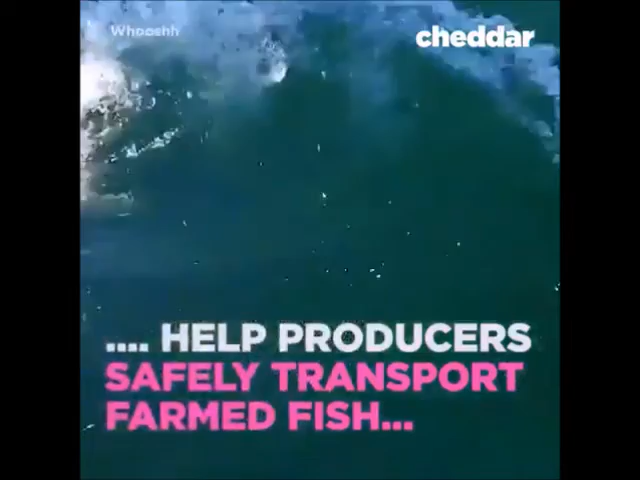 Whooshh
cheddar
.... HELP PRODUCERS
SAFELY TRANSPORT
FARMED FISH...